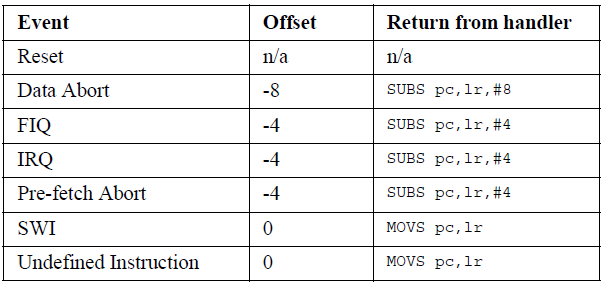 Event Offset Return from handler
Reset n/a n/a
Data Abort -8 SUBS pc,lr,#8
FIQ -4 SUBS pc,lr,#4
IRQ -4 SUBS pc,lr,#4
Pre-fetch Abort -4 SUBS pc,lr,#4
SWI 0 MOVS pc,lr
Undefined Instruction 0 MOVS pc,lr